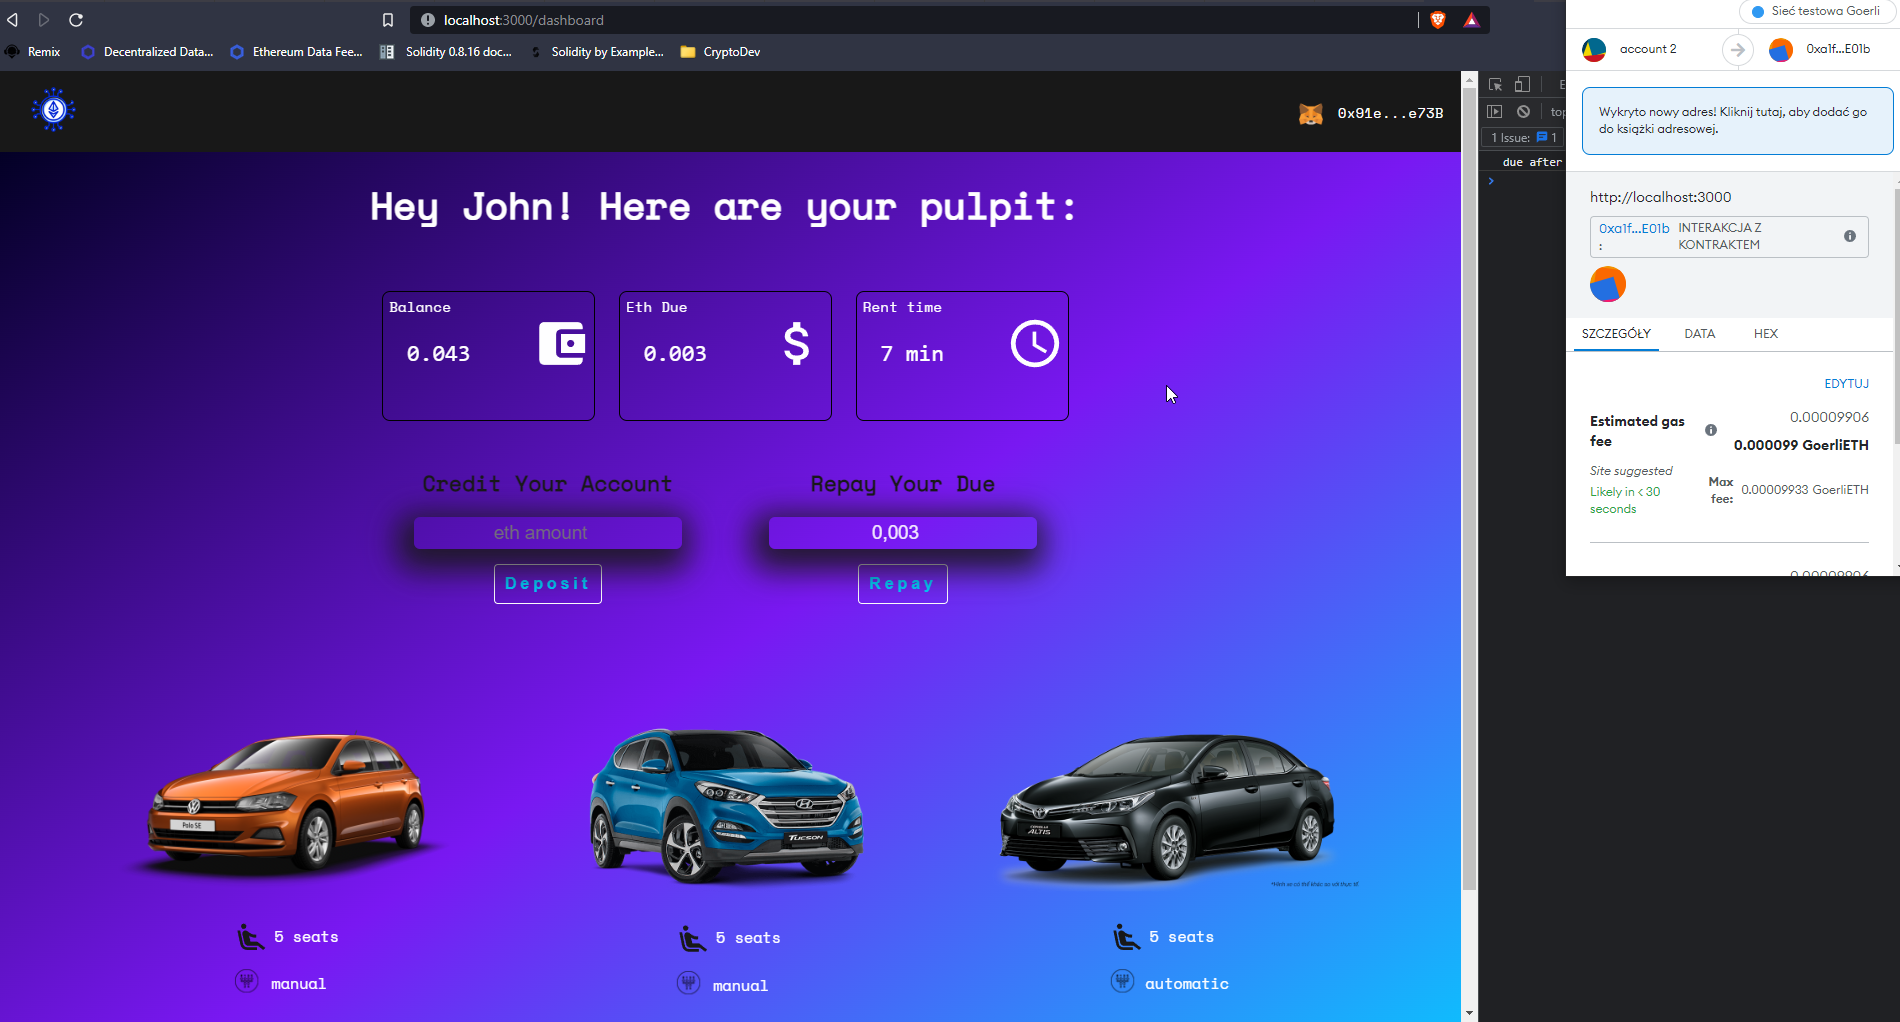 localhost:3000/dashboard
Remix
Decentralized Data...
Ethereum Data Fee...
Solidity 0.8.16 doc...
Solidity by Example...
CryptoDev
0x91e...e73B
Hey John! Here are your pulpit:
Balance
0.043
Eth Due
0.003
Rent time
7 min
Credit Your Account
eth amount
Deposit
Repay Your Due
0,003
Repay
Polo SE
TUCSON
COROLLA
ALTIS
5 seats
manual
5 seats
manual
5 seats
automatic
top
1 Issue: 1
due after
Sieć testowa Goerli
account 2
0xa1f...E01b
Wykryto nowy adres! Kliknij tutaj, aby dodać go
do książki adresowej.
http://localhost:3000
0xa1f...E01b
:
INTERAKCJA Z
KONTRAKTEM
SZCZEGÓŁY
DATA
HEX
EDYTUJ
Estimated gas
fee
0.00009906
0.000099 GoerliETH
Site suggested
Likely in < 30
seconds
Max
fee:
0.00009933 GoerliETH
0.00009906